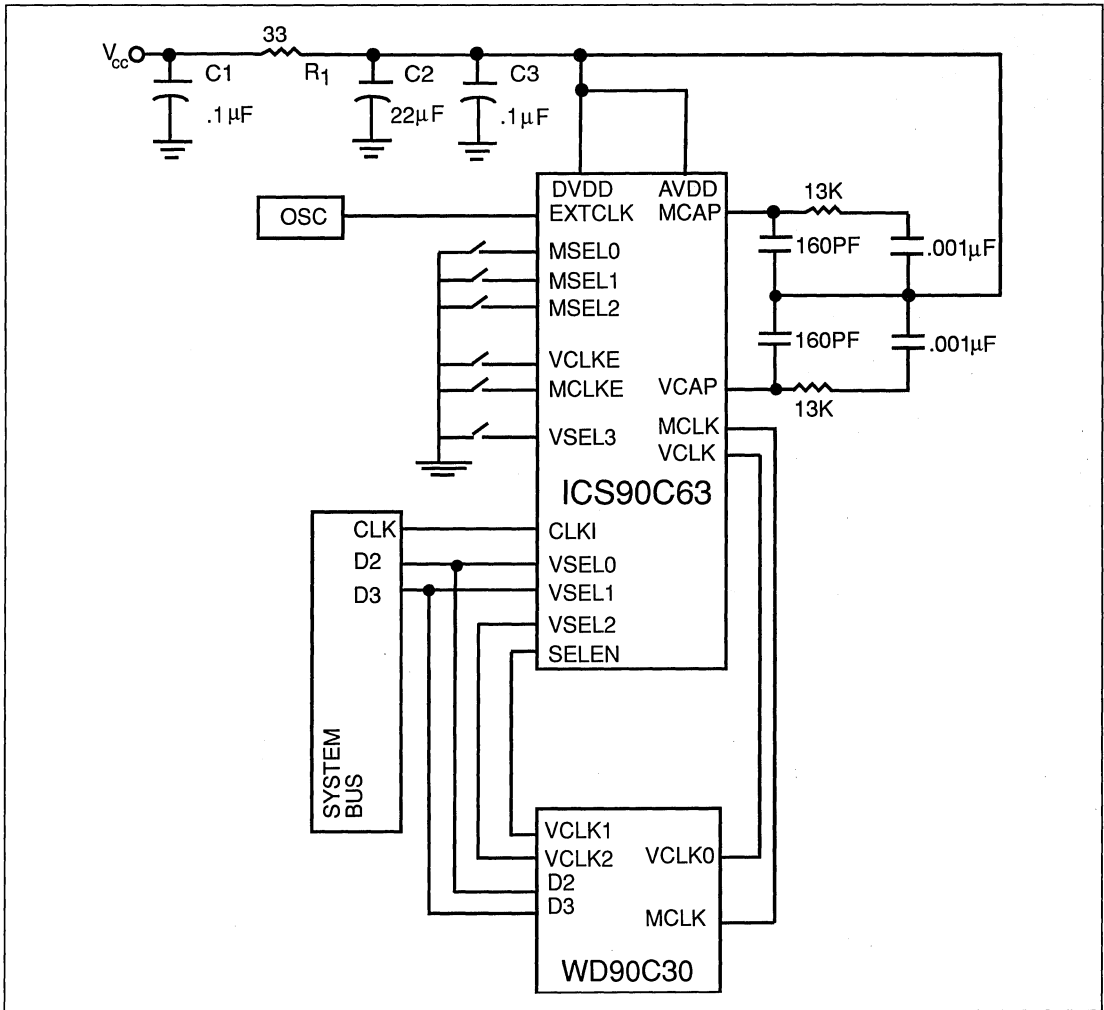 33
Vcc
C1
R1
C2
C3
.1µF
22µF
.1µF
DVDD
AVDD
13K
OSC
EXTCLK
MCAP
MSEL0
160PF
.001µF
MSEL1
MSEL2
VCLKE
160PF
.001µF
MCLKE
VCAP
13K
VSEL3
MCLK
VCLK
ICS90C63
CLK
CLKI
D2
VSEL0
D3
VSEL1
VSEL2
SELEN
SYSTEM
BUS
VCLK1
VCLK2
VCLK0
D2
D3
MCLK
WD90C30